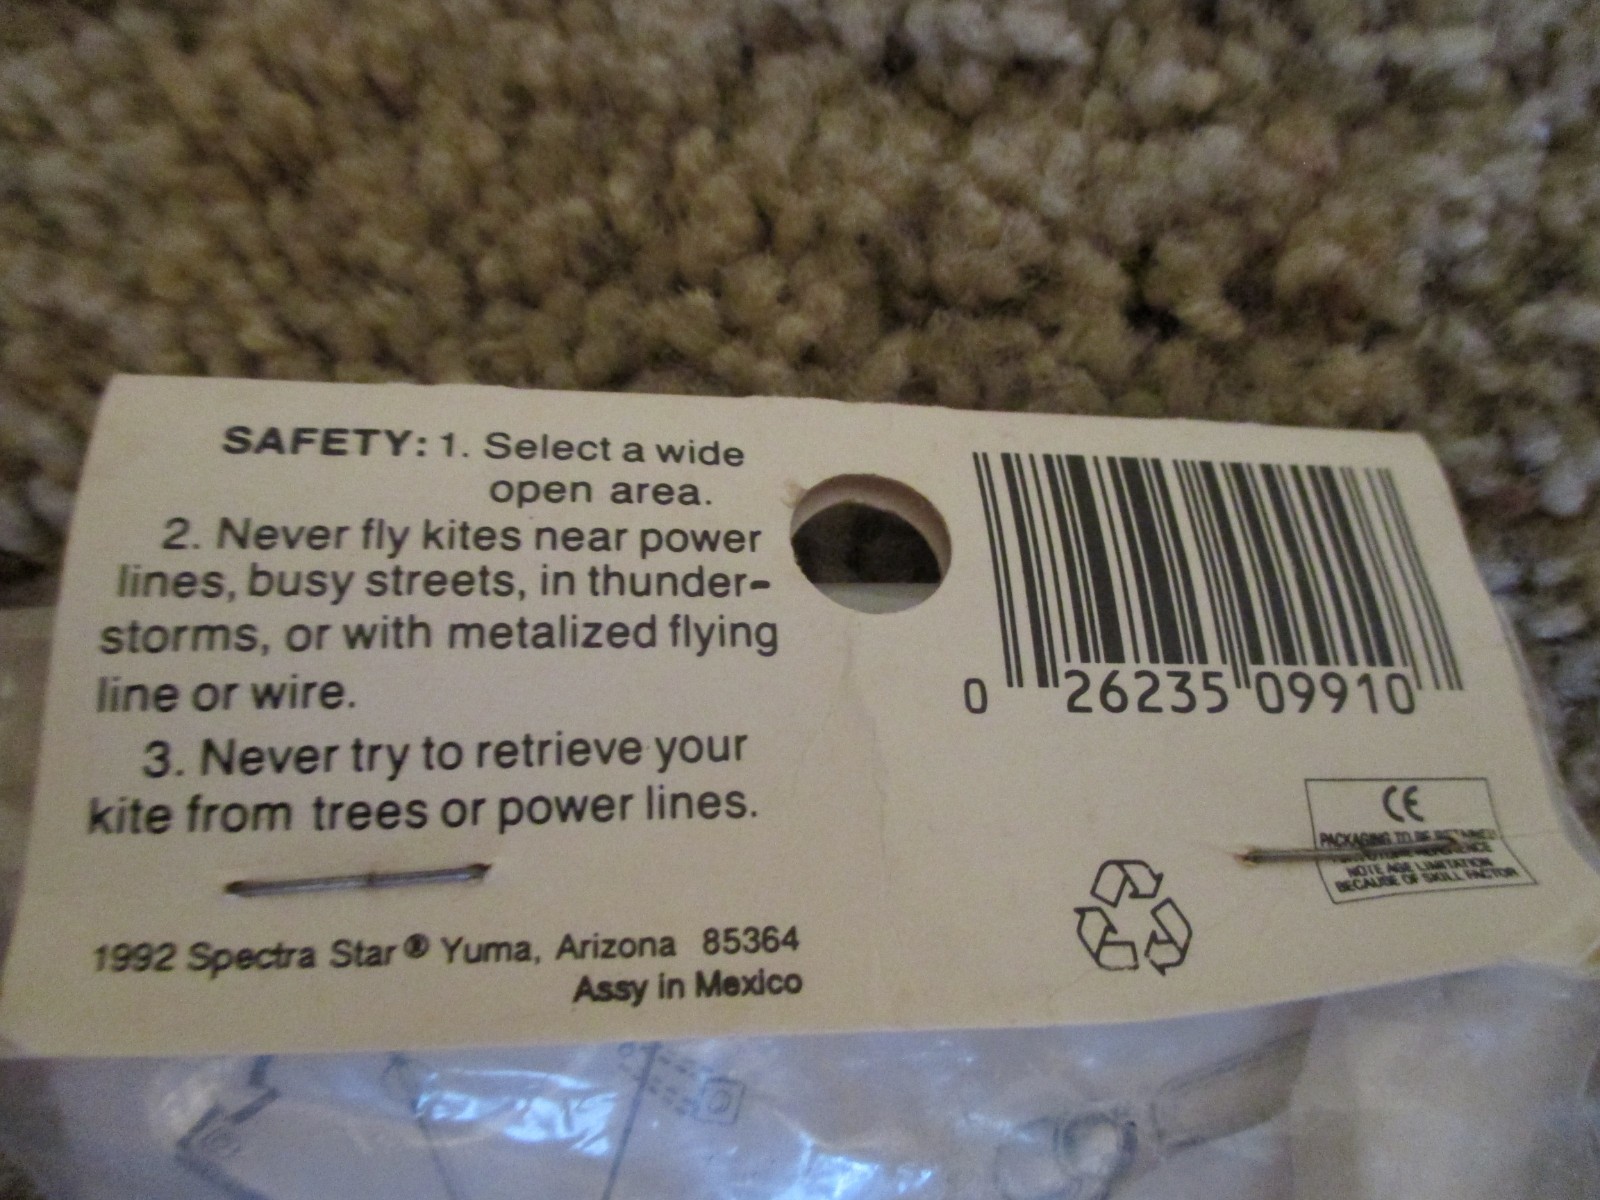 SAFETY: 1. Select a wide
open area.
2. Never fly kites near power
lines, busy streets, in thunder-
storms, or with metalized flying
line or wire.
3. Never try to retrieve your
kite from trees or power lines.
1992 Spectra Star® Yuma, Arizona 85364
Assy in Mexico
0 26235 09910
CE
PACKAGING TO BE
NOTE AGE LIMITATION
BECAUSE OF SKILL FACTOR